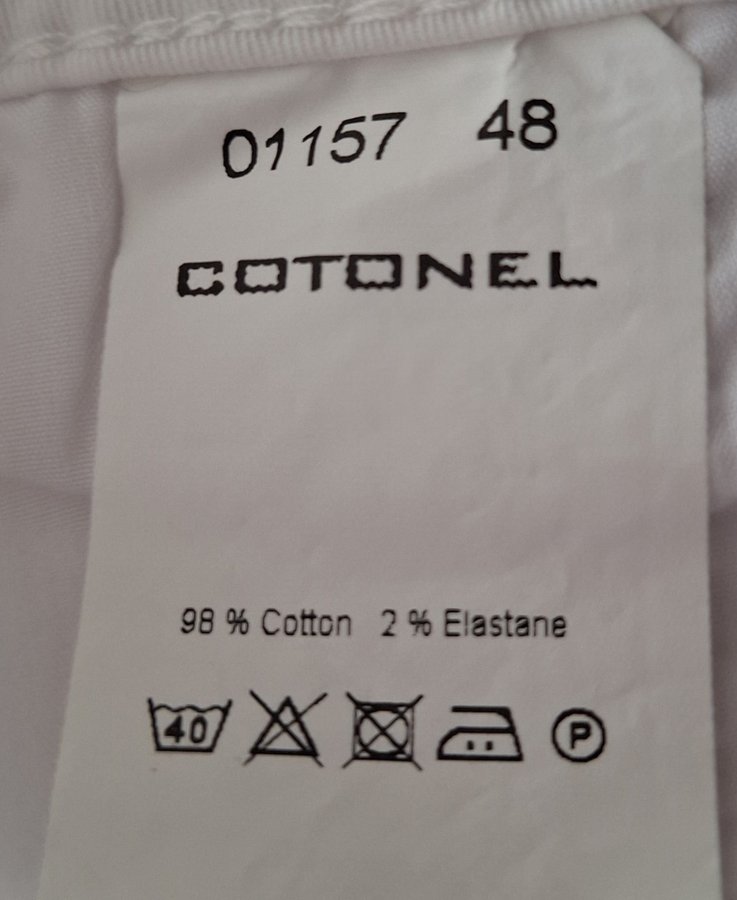 01157 48
COTONEL
98 % Cotton 2 % Elastane
40 P